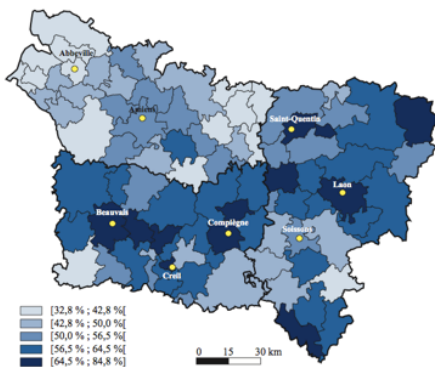 Abbeville
Amiens
Saint-Quentin
Laon
Beauvais
Compiègne
Soissons
Creil
[32,8 % ; 42,8 %[
[42,8 % ; 50,0 %[
[50,0 % ; 56,5 %[
[56,5 % ; 64,5 %[
[64,5 % ; 84,8 %[
0 15 30 km